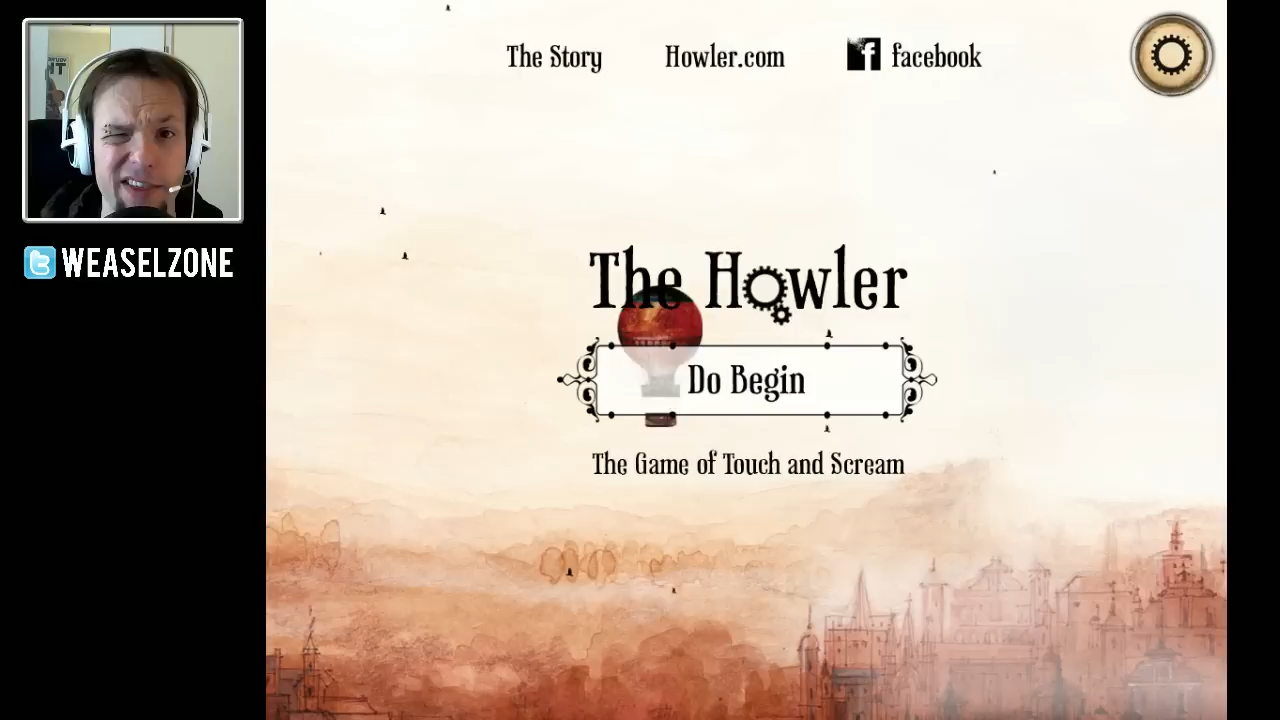 The Story
Howler.com
facebook
WEASELZONE
The Howler
Do Begin
The Game of Touch and Scream